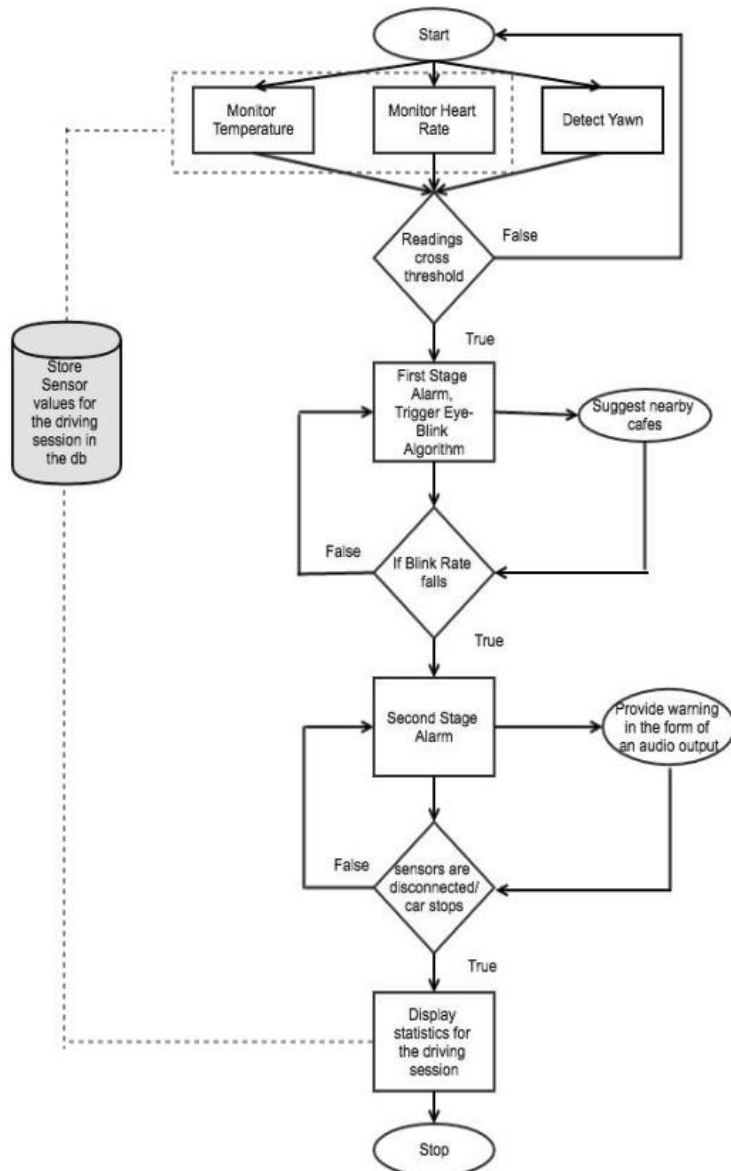 Start
Monitor
Temperature
Monitor Heart
Rate
Detect Yawn
Readings
cross
threshold
False
True
Store
Sensor
values for
the driving
session in
the db
First Stage
Alarm,
Trigger Eye-
Blink
Algorithm
Suggest nearby
cafes
False
If Blink Rate
falls
True
Second Stage
Alarm
Provide warning
in the form of
an audio output
False
sensors are
disconnected/
car stops
True
Display
statistics for
the driving
session
Stop